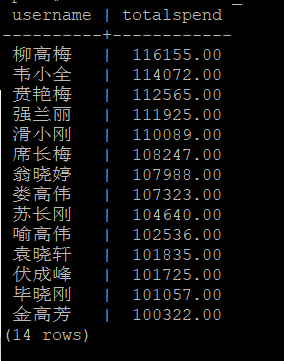 username | totalspend
----------+------------
柳高梅 | 116155.00
韦小全 | 114072.00
贲艳梅 | 112565.00
强兰丽 | 111925.00
滑小刚 | 110089.00
席长梅 | 108247.00
翁晓婷 | 107988.00
娄高伟 | 107323.00
苏长刚 | 104640.00
喻高伟 | 102536.00
袁晓轩 | 101835.00
伏成峰 | 101725.00
毕晓刚 | 101057.00
金高芳 | 100322.00
(14 rows)